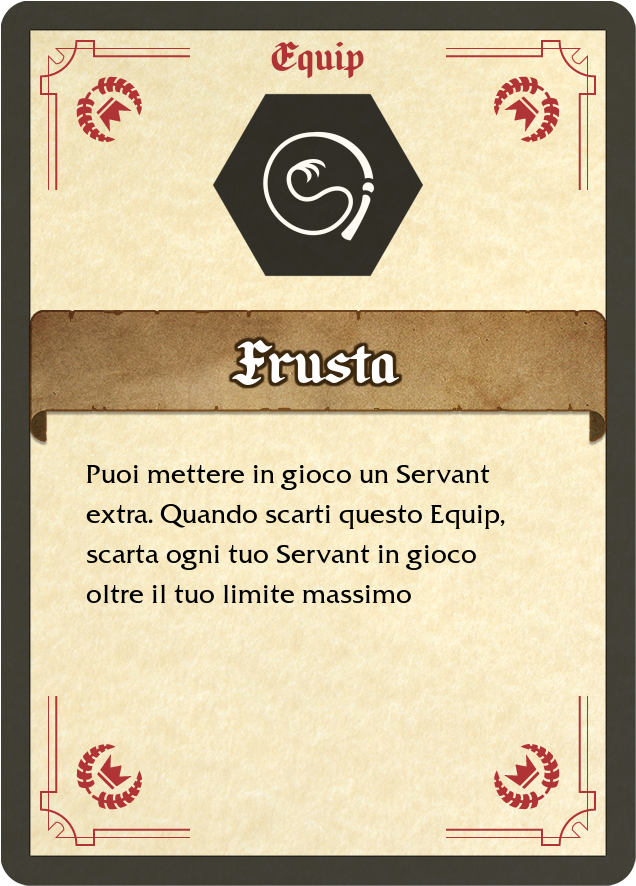 Equip
Frusta
Puoi mettere in gioco un Servant
extra. Quando scarti questo Equip,
scarta ogni tuo Servant in gioco
oltre il tuo limite massimo